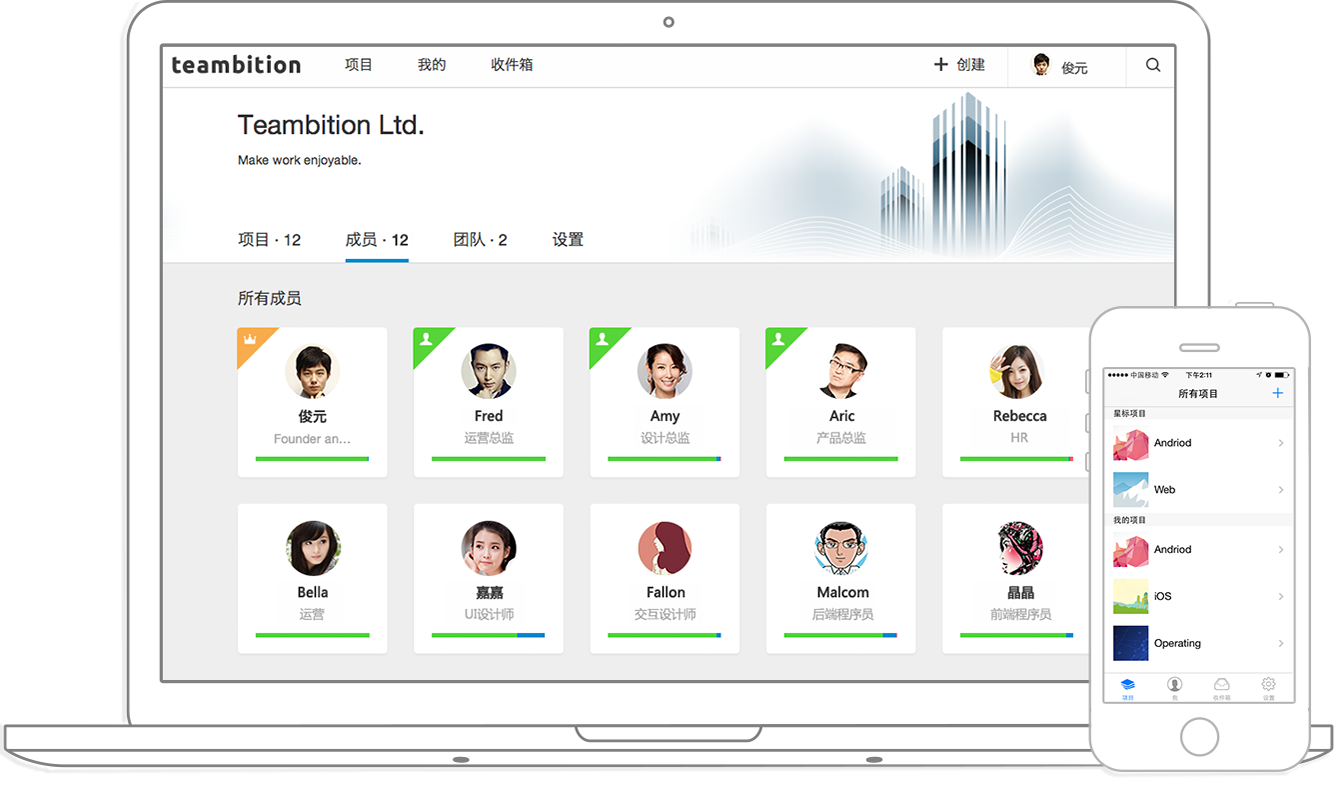 teambition 项目 我的 收件箱 创建 俊元
Teambition Ltd.
Make work enjoyable.
项目 · 12 成员 · 12 团队 · 2 设置
所有成员
俊元 Fred Amy Aric Rebecca
Founder an... 运营总监 设计总监 产品总监 HR
Bella 嘉嘉 Fallon Malcom 晶晶
运营 UI设计师 交互设计师 后端程序员 前端程序员
中国移动 下午2:11
所有项目
星标项目
Andriod
Web
我的项目
Andriod
iOS
Operating
项目 我 收件箱 设置